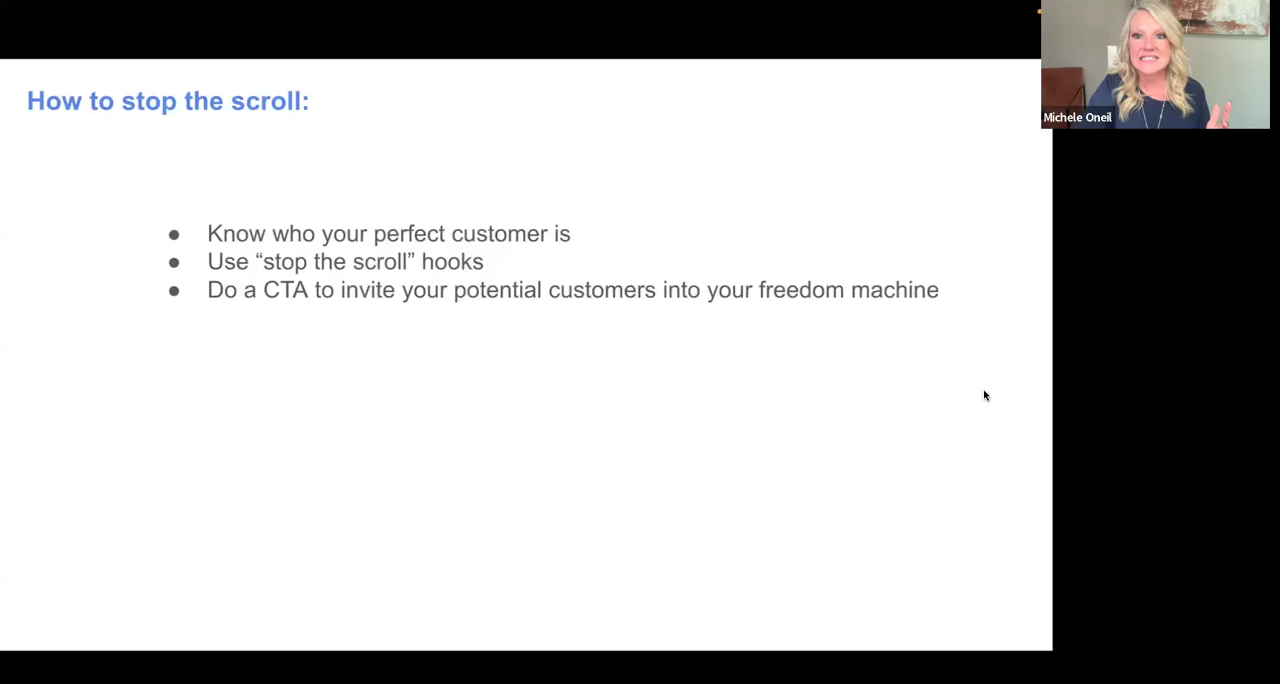 How to stop the scroll:
Michele Oneil
● Know who your perfect customer is
● Use “stop the scroll” hooks
● Do a CTA to invite your potential customers into your freedom machine